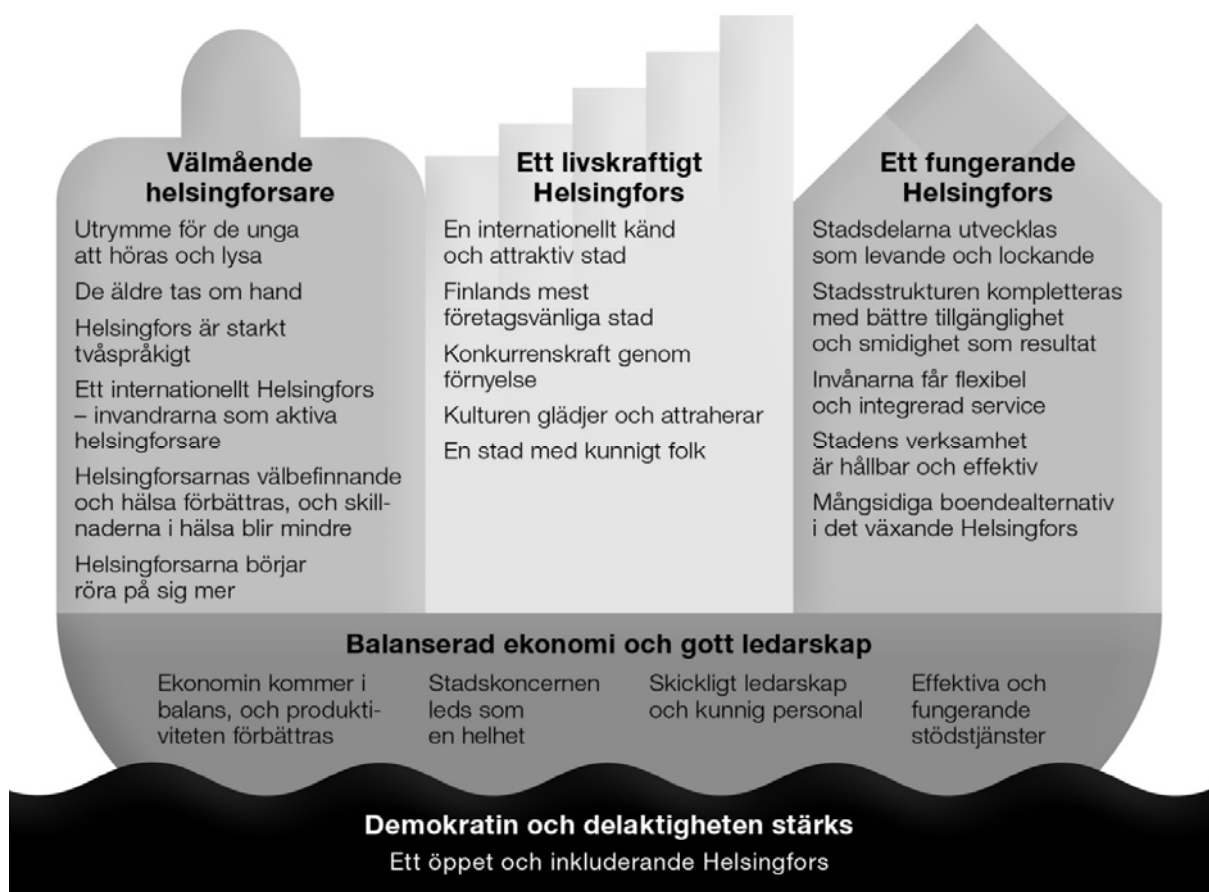 Välmående
helsingforsare
Utrymme för de unga
att höras och lysa
De äldre tas om hand
Helsingfors är starkt
tvåspråkigt
Ett internationellt Helsingfors
– invandrarna som aktiva
helsingforsare
Helsingforsarnas välbefinnande
och hälsa förbättras, och skill-
naderna i hälsa blir mindre
Helsingforsarna börjar
röra på sig mer
Ett livskraftigt
Helsingfors
En internationellt känd
och attraktiv stad
Finlands mest
företagsvänliga stad
Konkurrenskraft genom
förnyelse
Kulturen glädjer och attraherar
En stad med kunnigt folk
Ett fungerande
Helsingfors
Stadsdelarna utvecklas
som levande och lockande
Stadsstrukturen kompletteras
med bättre tillgänglighet
och smidighet som resultat
Invånarna får flexibel
och integrerad service
Stadens verksamhet
är hållbar och effektiv
Mångsidiga boendealternativ
i det växande Helsingfors
Balanserad ekonomi och gott ledarskap
Ekonomin kommer i
balans, och produkti-
viteten förbättras
Stadskoncernen
leds som
en helhet
Skickligt ledarskap
och kunnig personal
Effektiva och
fungerande
stödstjänster
Demokratin och delaktigheten stärks
Ett öppet och inkluderande Helsingfors